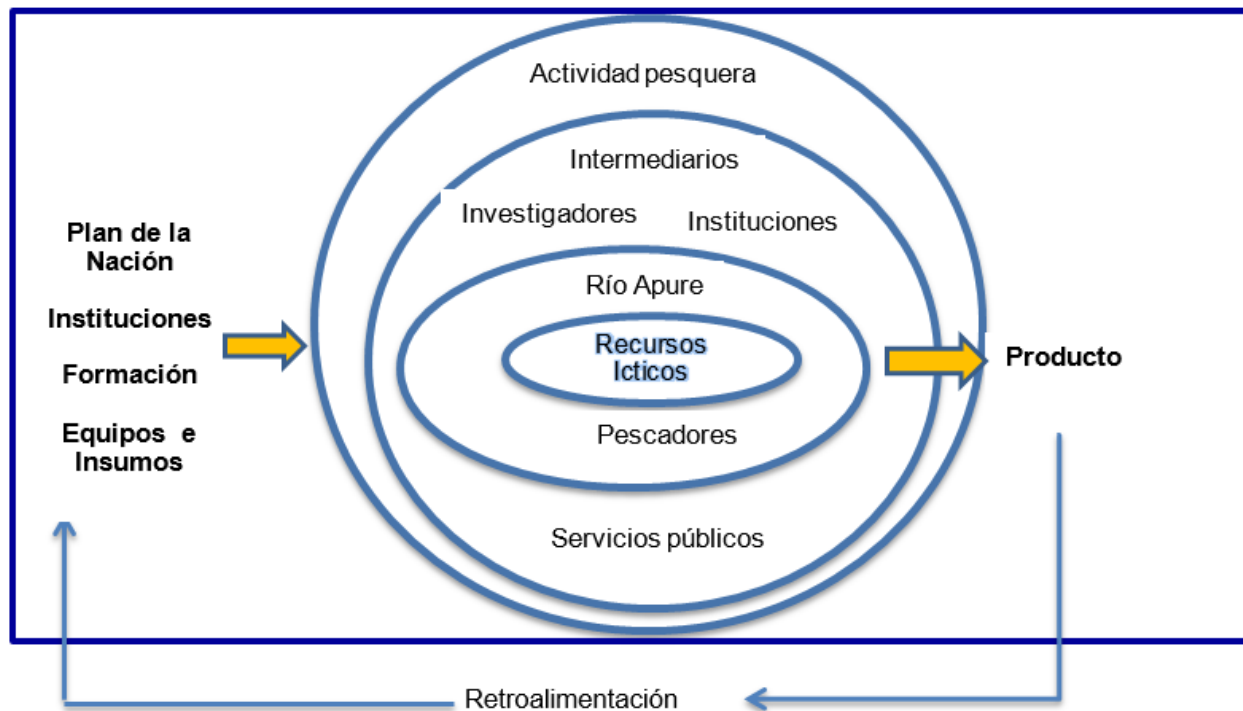 Actividad pesquera
Intermediarios
Investigadores
Instituciones
Río Apure
Recursos
Icticos
Pescadores
Servicios públicos
Plan de la
Nación
Instituciones
Formación
Equipos e
Insumos
Producto
Retroalimentación